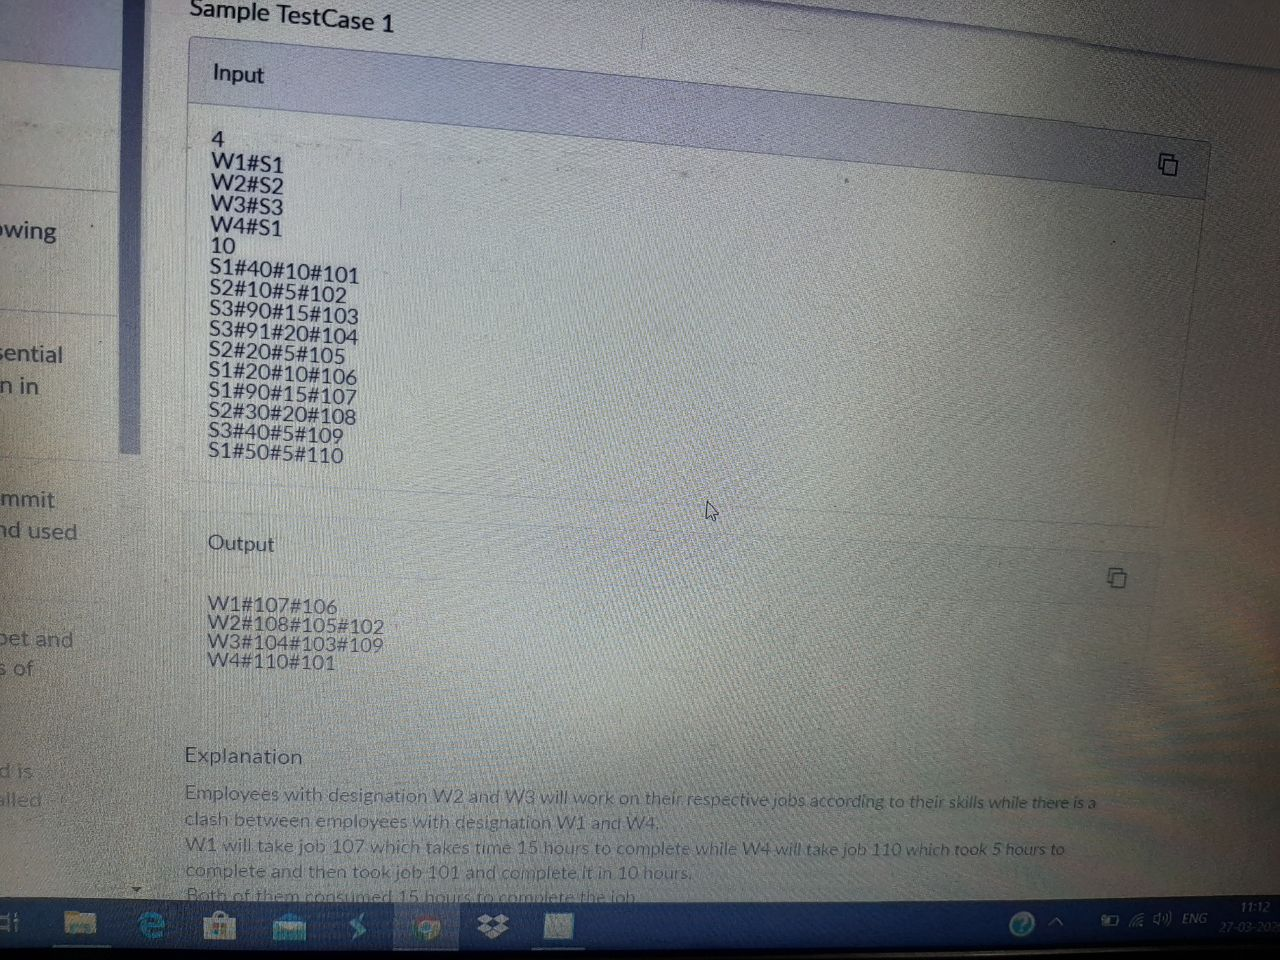 Sample TestCase 1
Input
4
W1#S1
W2#S2
W3#S3
W4#S1
10
S1#40#10#101
S2#10#5#102
S3#90#15#103
S3#91#20#104
S2#20#5#105
S1#20#10#106
S1#90#15#107
S2#30#20#108
S3#40#5#109
S1#50#5#110
Output
W1#107#106
W2#108#105#102
W3#104#103#109
W4#110#101
Explanation
Employees with designation W2 and W3 will work on their respective jobs according to their skills while there is a
clash between employees with designation W1 and W4.
W1 will take job 107 which takes time 15 hours to complete while W4 will take job 110 which took 5 hours to
complete and then took job 101 and complete it in 10 hours.
Both of them consumed 15 hours to complete the job
owing
sential
n in
mmit
nd used
pet and
s of
d is
alled
ENG
11:12
27-03-202